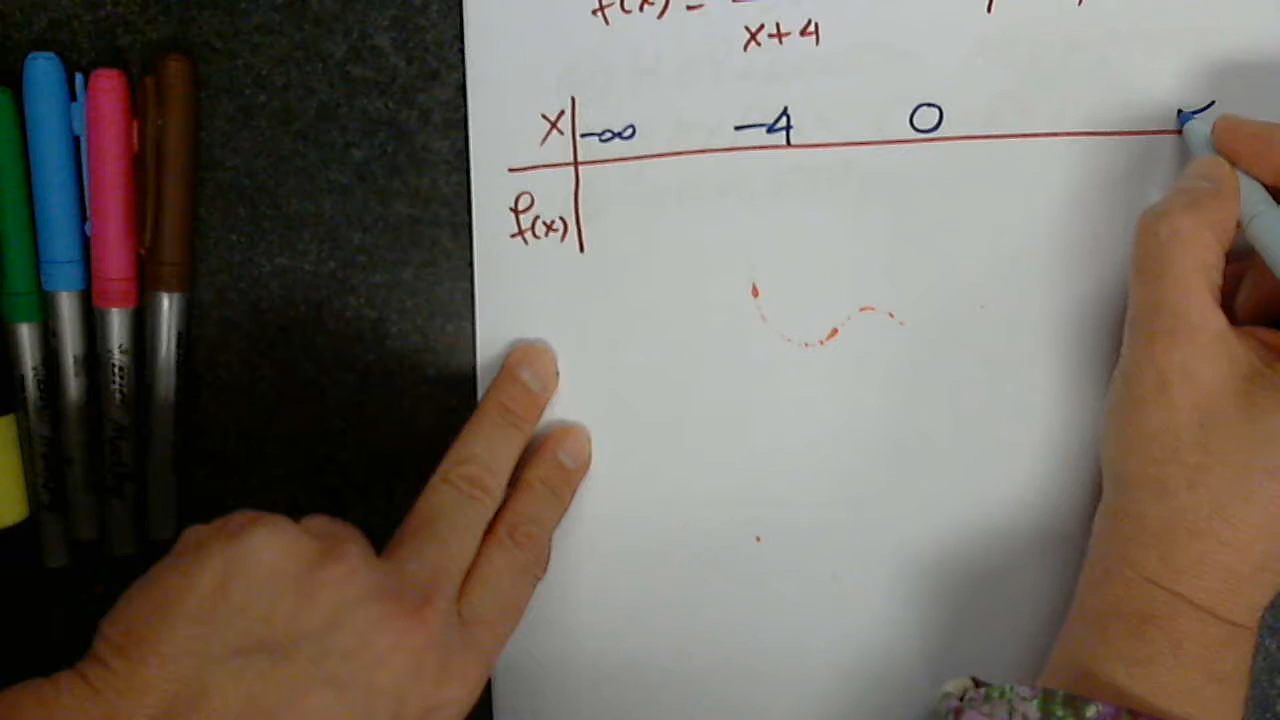 f(x) =
x+4
x -∞ -4 0
f(x)